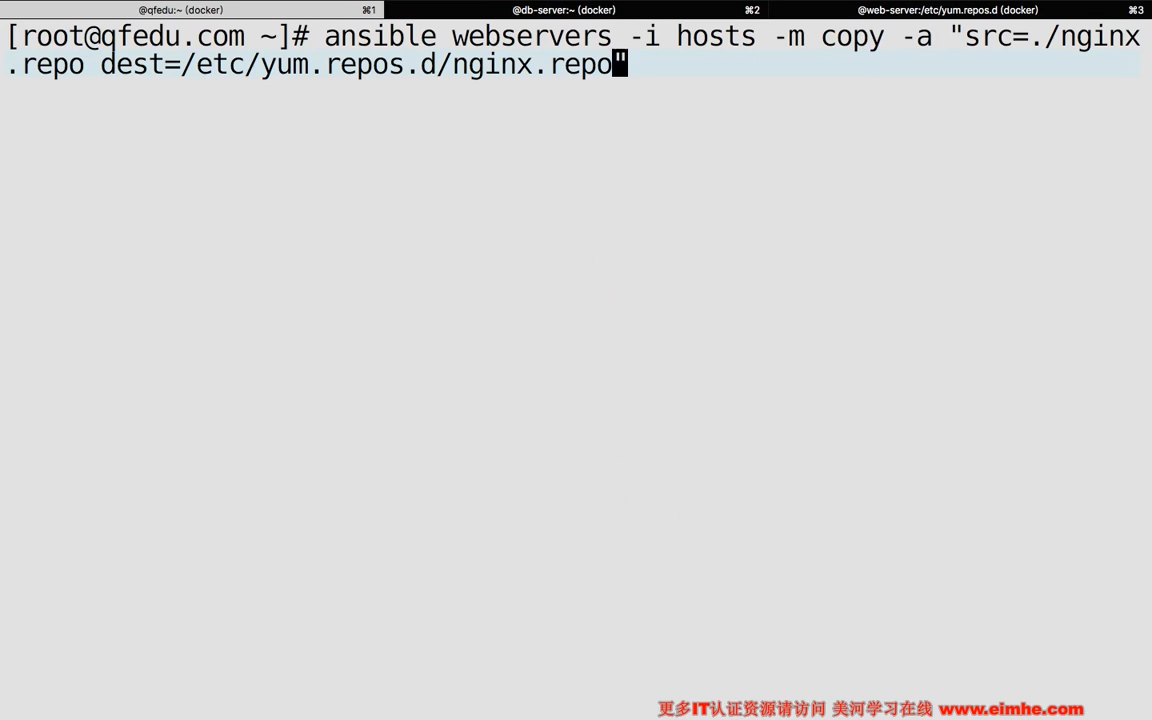 @qfedu:~ (docker) ⌘1 @db-server:~ (docker) ⌘2 @web-server:/etc/yum.repos.d (docker) ⌘3
[root@qfedu.com ~]# ansible webservers -i hosts -m copy -a "src=./nginx
.repo dest=/etc/yum.repos.d/nginx.repo"
更多IT认证资源请访问 美河学习在线 www.eimhe.com